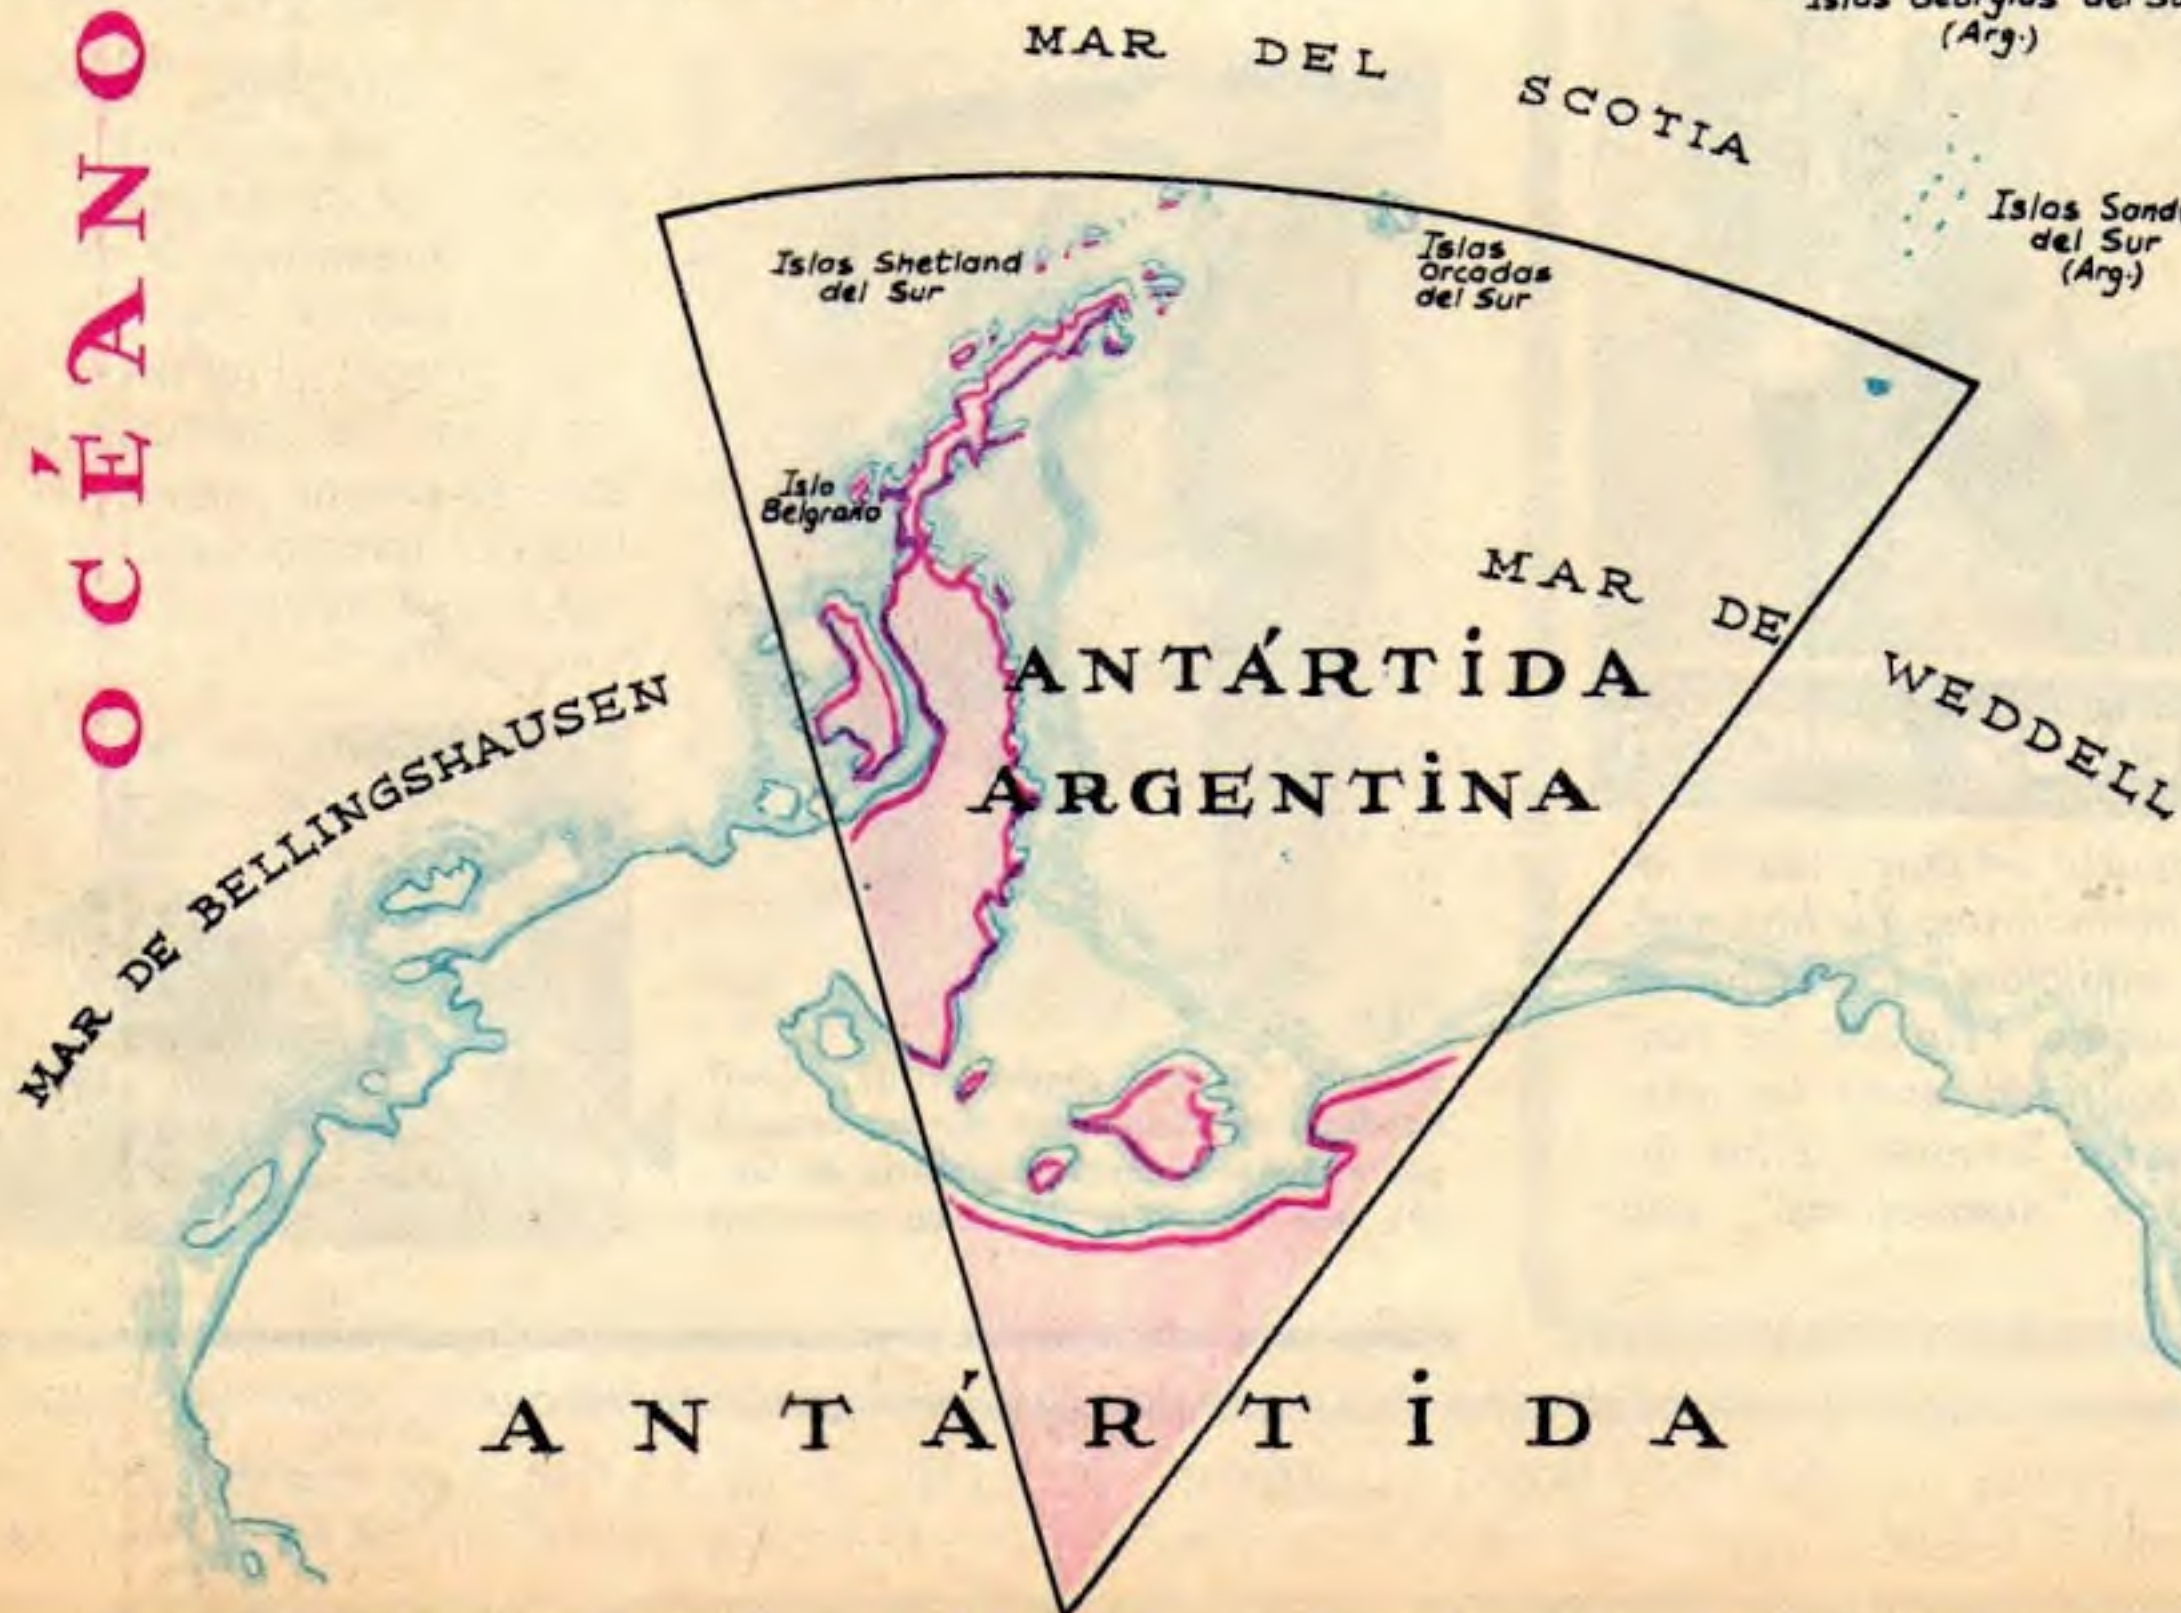 OCÉANO
MAR DEL SCOTIA
(Arg.)
Islas
del Sur
(Arg.)
Islas Shetland
del Sur
Islas
Orcadas
del Sur
Isla
Belgrano
MAR DE WEDDELL
ANTÁRTIDA
ARGENTINA
MAR DE BELLINGSHAUSEN
ANTÁRTIDA